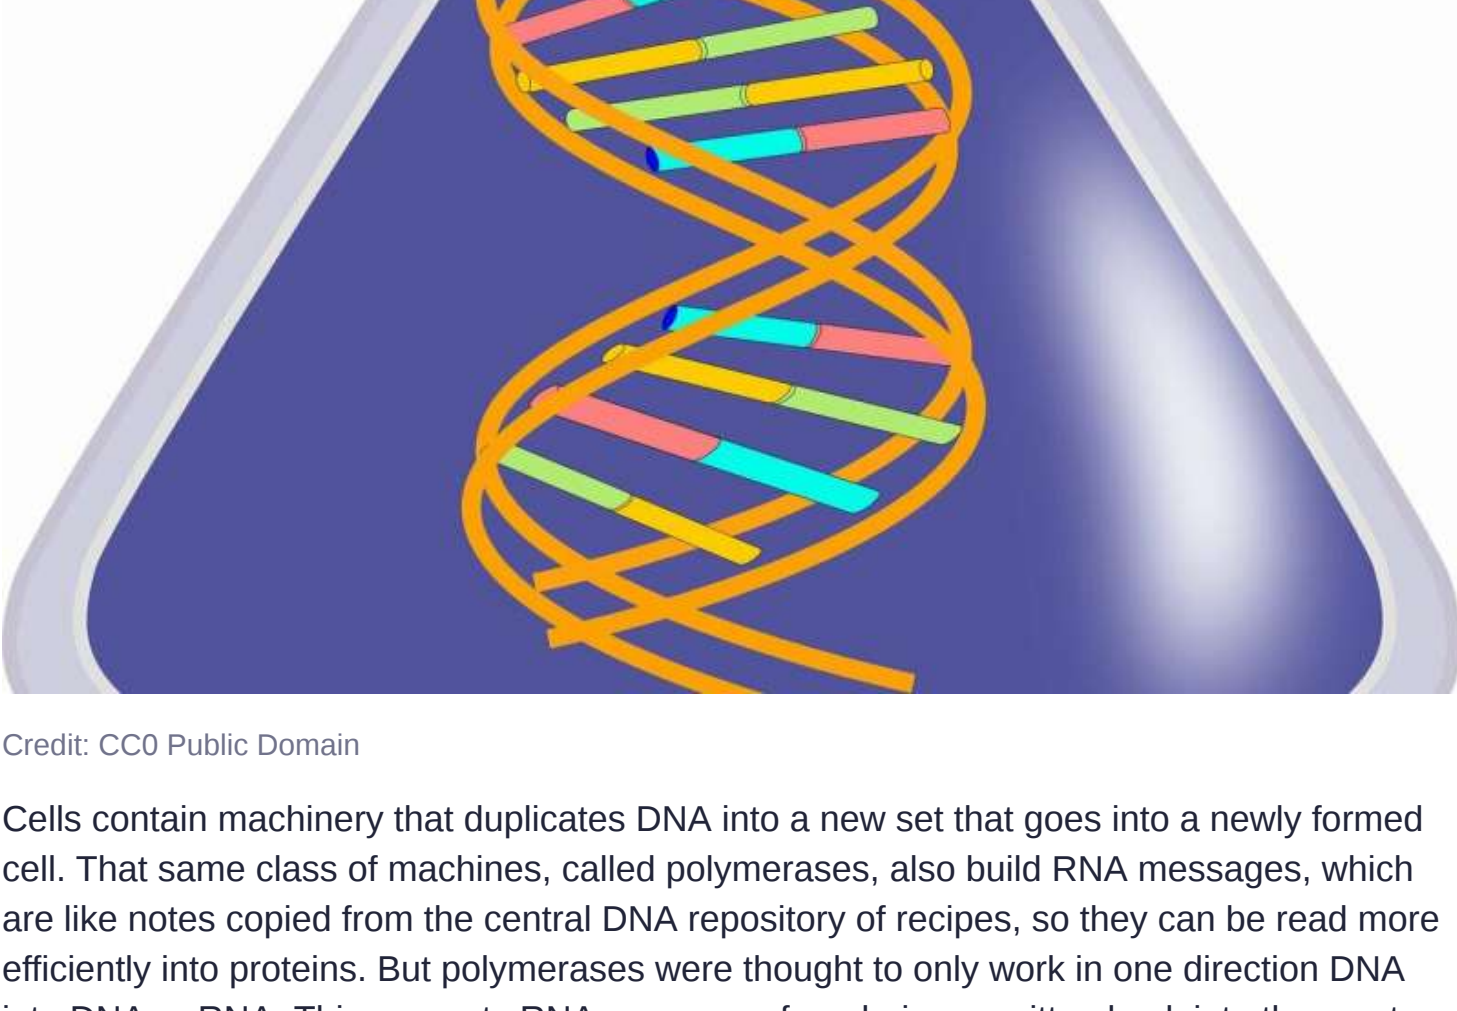 Credit: CC0 Public Domain
Cells contain machinery that duplicates DNA into a new set that goes into a newly formed
cell. That same class of machines, called polymerases, also build RNA messages, which
are like notes copied from the central DNA repository of recipes, so they can be read more
efficiently into proteins. But polymerases were thought to only work in one direction DNA